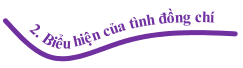 2. Biểu hiện của tình đồng chí